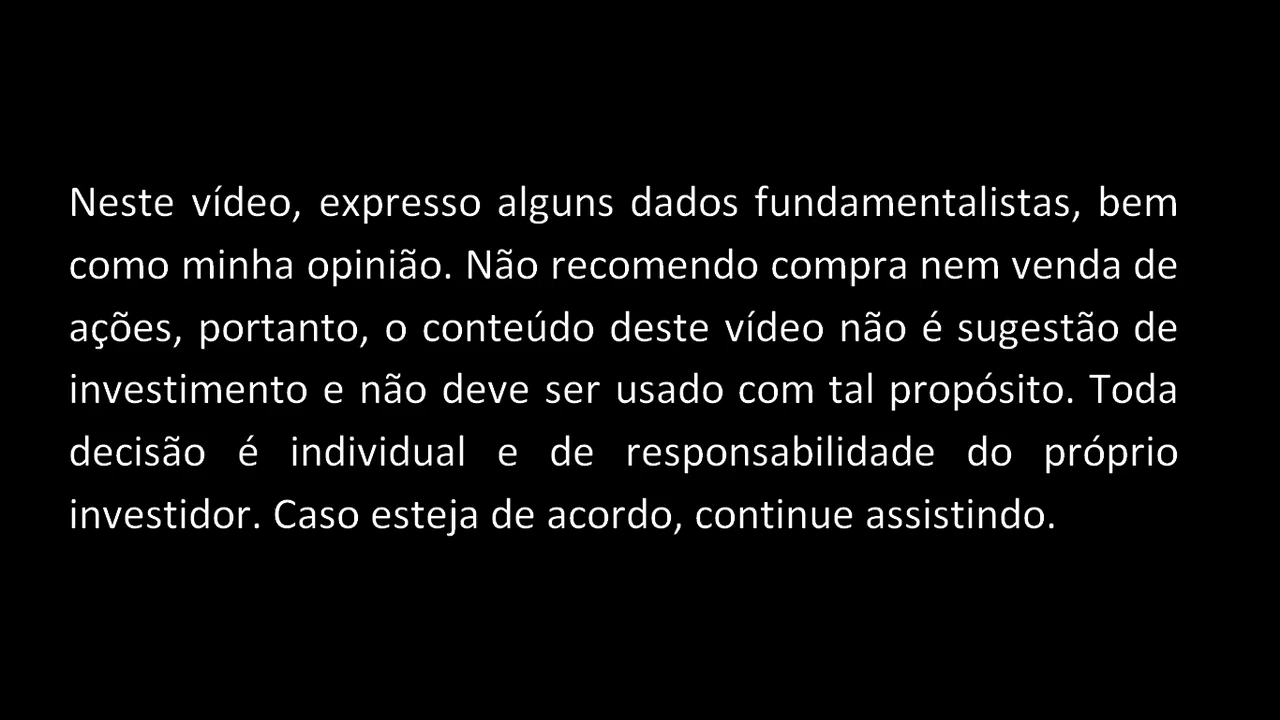 Neste vídeo, expresso alguns dados fundamentalistas, bem
como minha opinião. Não recomendo compra nem venda de
ações, portanto, o conteúdo deste vídeo não é sugestão de
investimento e não deve ser usado com tal propósito. Toda
decisão é individual e de responsabilidade do próprio
investidor. Caso esteja de acordo, continue assistindo.